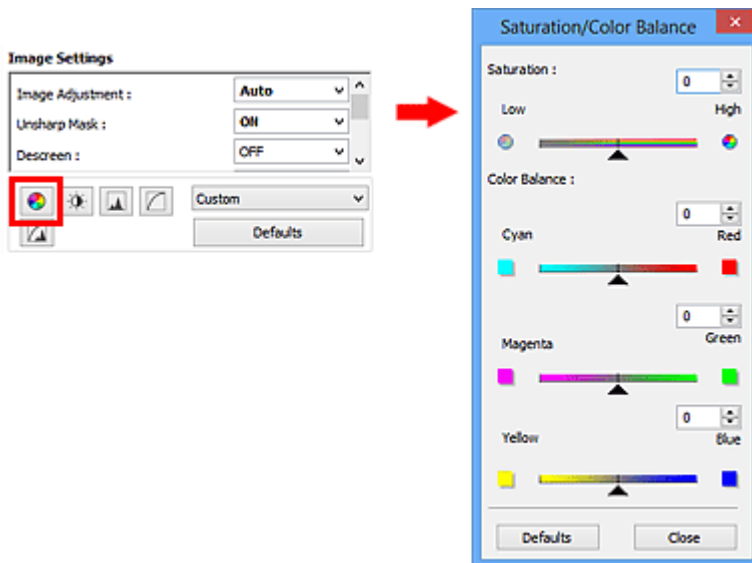 Image Settings
Image Adjustment :
Auto
Unsharp Mask :
ON
Descreen :
OFF
Custom
Defaults
Saturation/Color Balance
Saturation :
0
Low
High
Color Balance :
0
Cyan
Red
0
Magenta
Green
0
Yellow
Blue
Defaults
Close